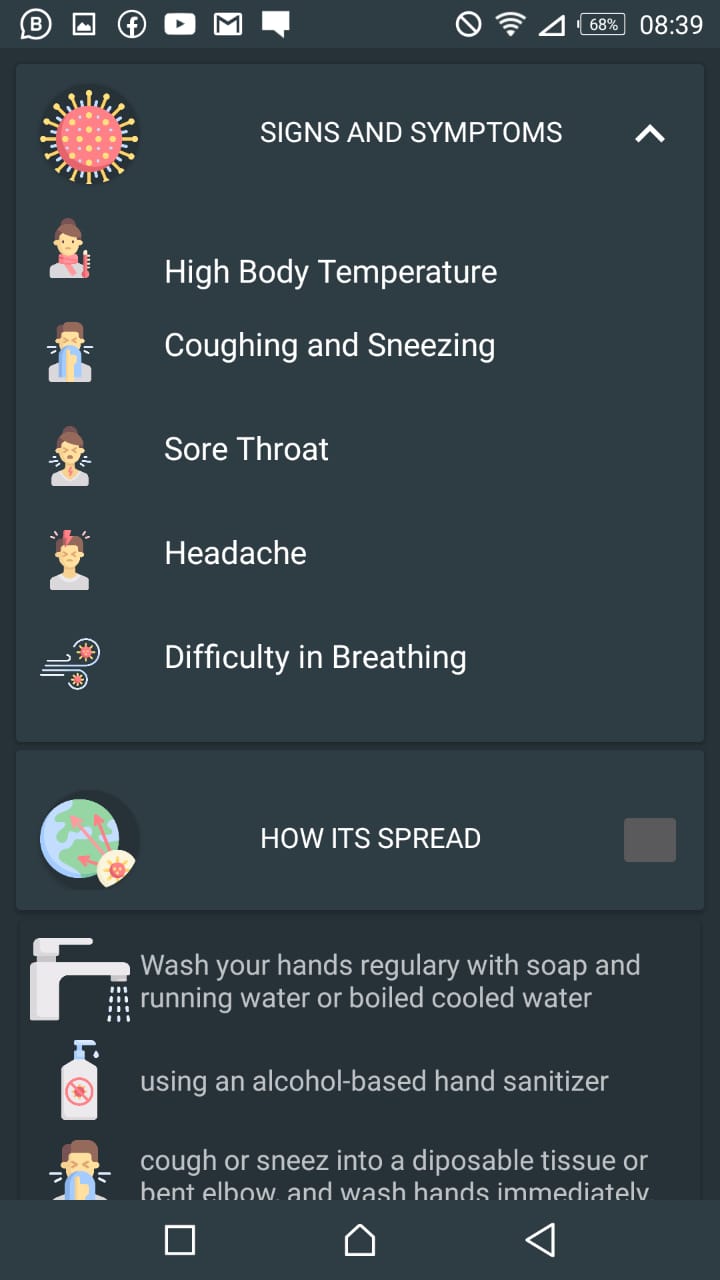 68% 08:39
SIGNS AND SYMPTOMS
High Body Temperature
Coughing and Sneezing
Sore Throat
Headache
Difficulty in Breathing
HOW ITS SPREAD
Wash your hands regulary with soap and
running water or boiled cooled water
using an alcohol-based hand sanitizer
cough or sneez into a diposable tissue or
bent elbow, and wash hands immediately